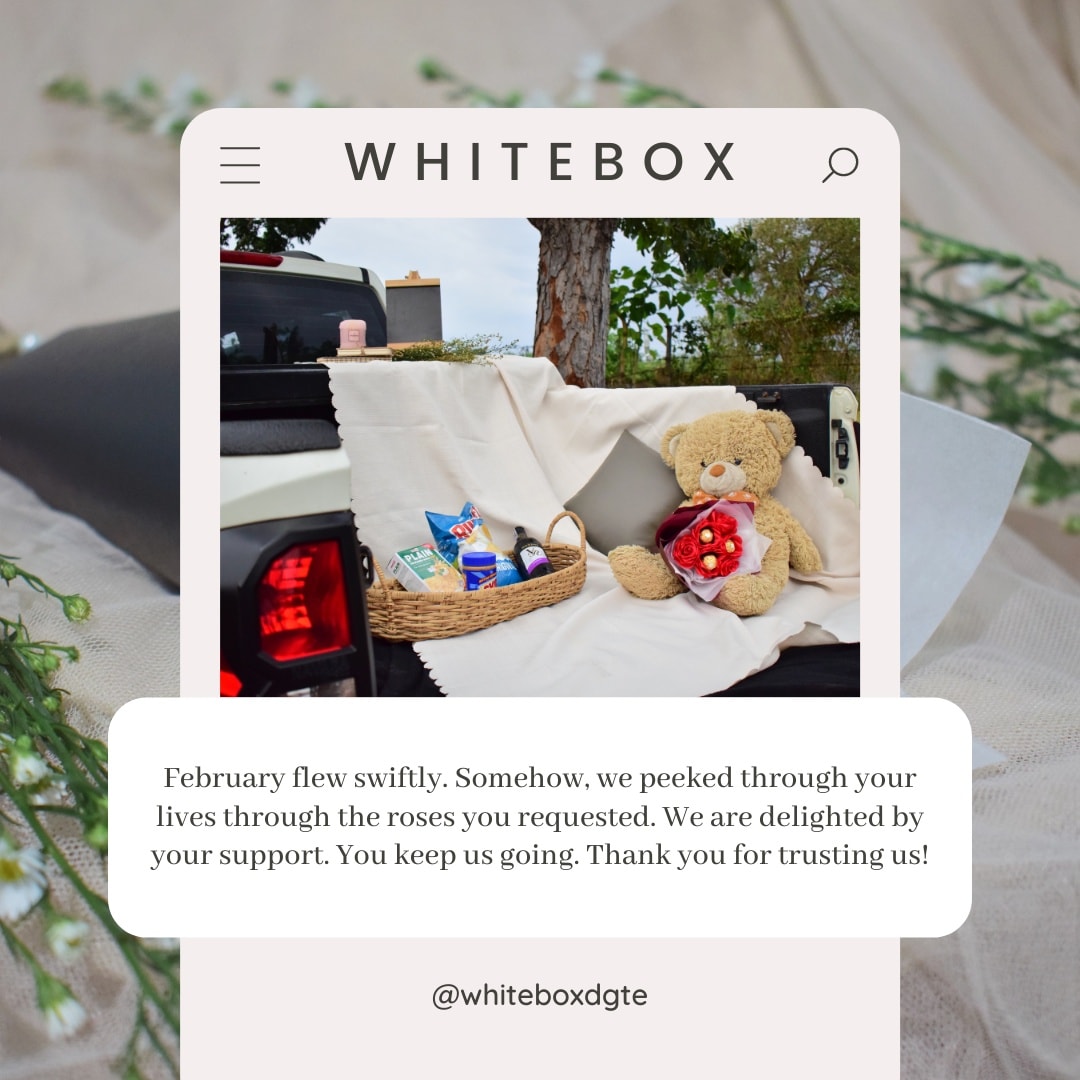 WHITEBOX
PLAIN
February flew swiftly. Somehow, we peeked through your
lives through the roses you requested. We are delighted by
your support. You keep us going. Thank you for trusting us!
@whiteboxdgte